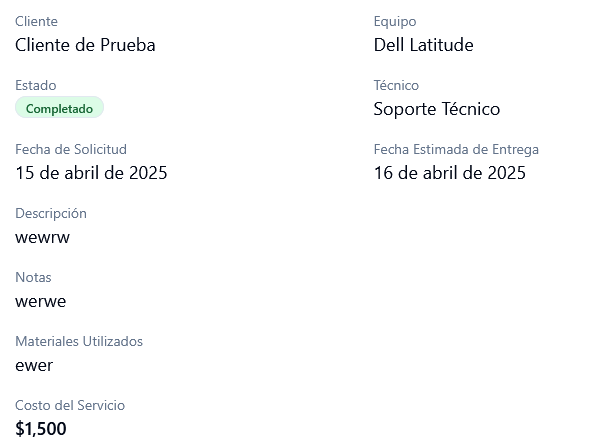 Cliente
Cliente de Prueba
Equipo
Dell Latitude
Estado
Completado
Técnico
Soporte Técnico
Fecha de Solicitud
15 de abril de 2025
Fecha Estimada de Entrega
16 de abril de 2025
Descripción
wewrw
Notas
werwe
Materiales Utilizados
ewer
Costo del Servicio
$1,500